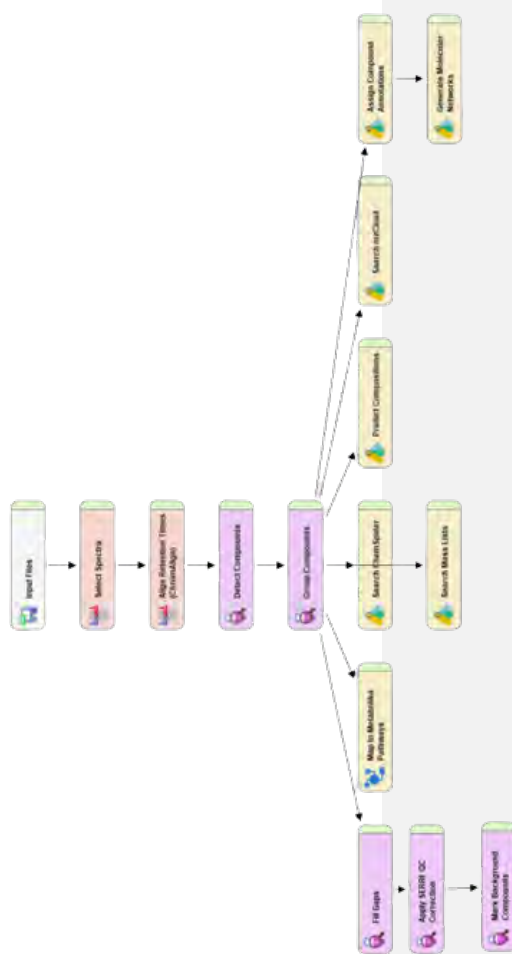 Input Files
Select Spectra
Align Retention Times
(ChromAlign)
Detect Compounds
Group Compounds
Fill Gaps
Apply SERRF QC
Correction
Mark Background
Compounds
Map to Metabolika
Pathways
Search ChemSpider
Search Mass Lists
Predict Compositions
Search mzCloud
Assign Compound
Annotations
Generate Molecular
Networks